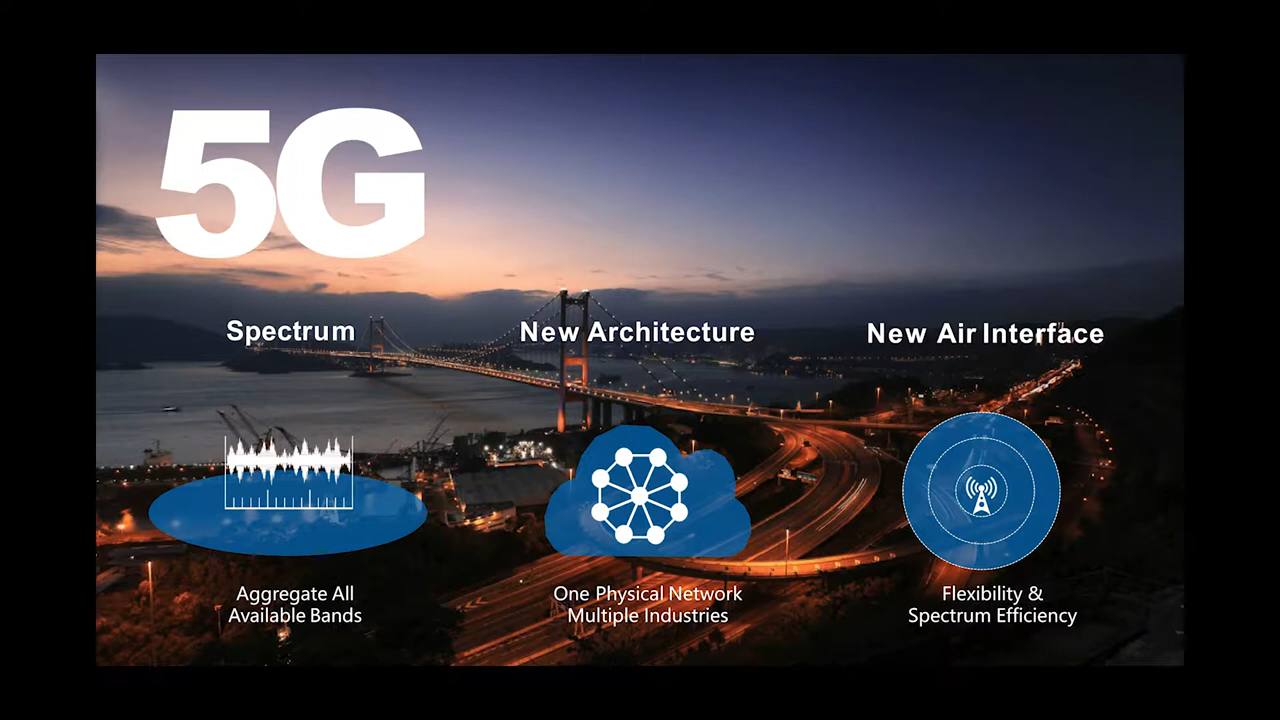 5G
Spectrum
New Architecture
New Air Interface
Aggregate All
Available Bands
One Physical Network
Multiple Industries
Flexibility &
Spectrum Efficiency